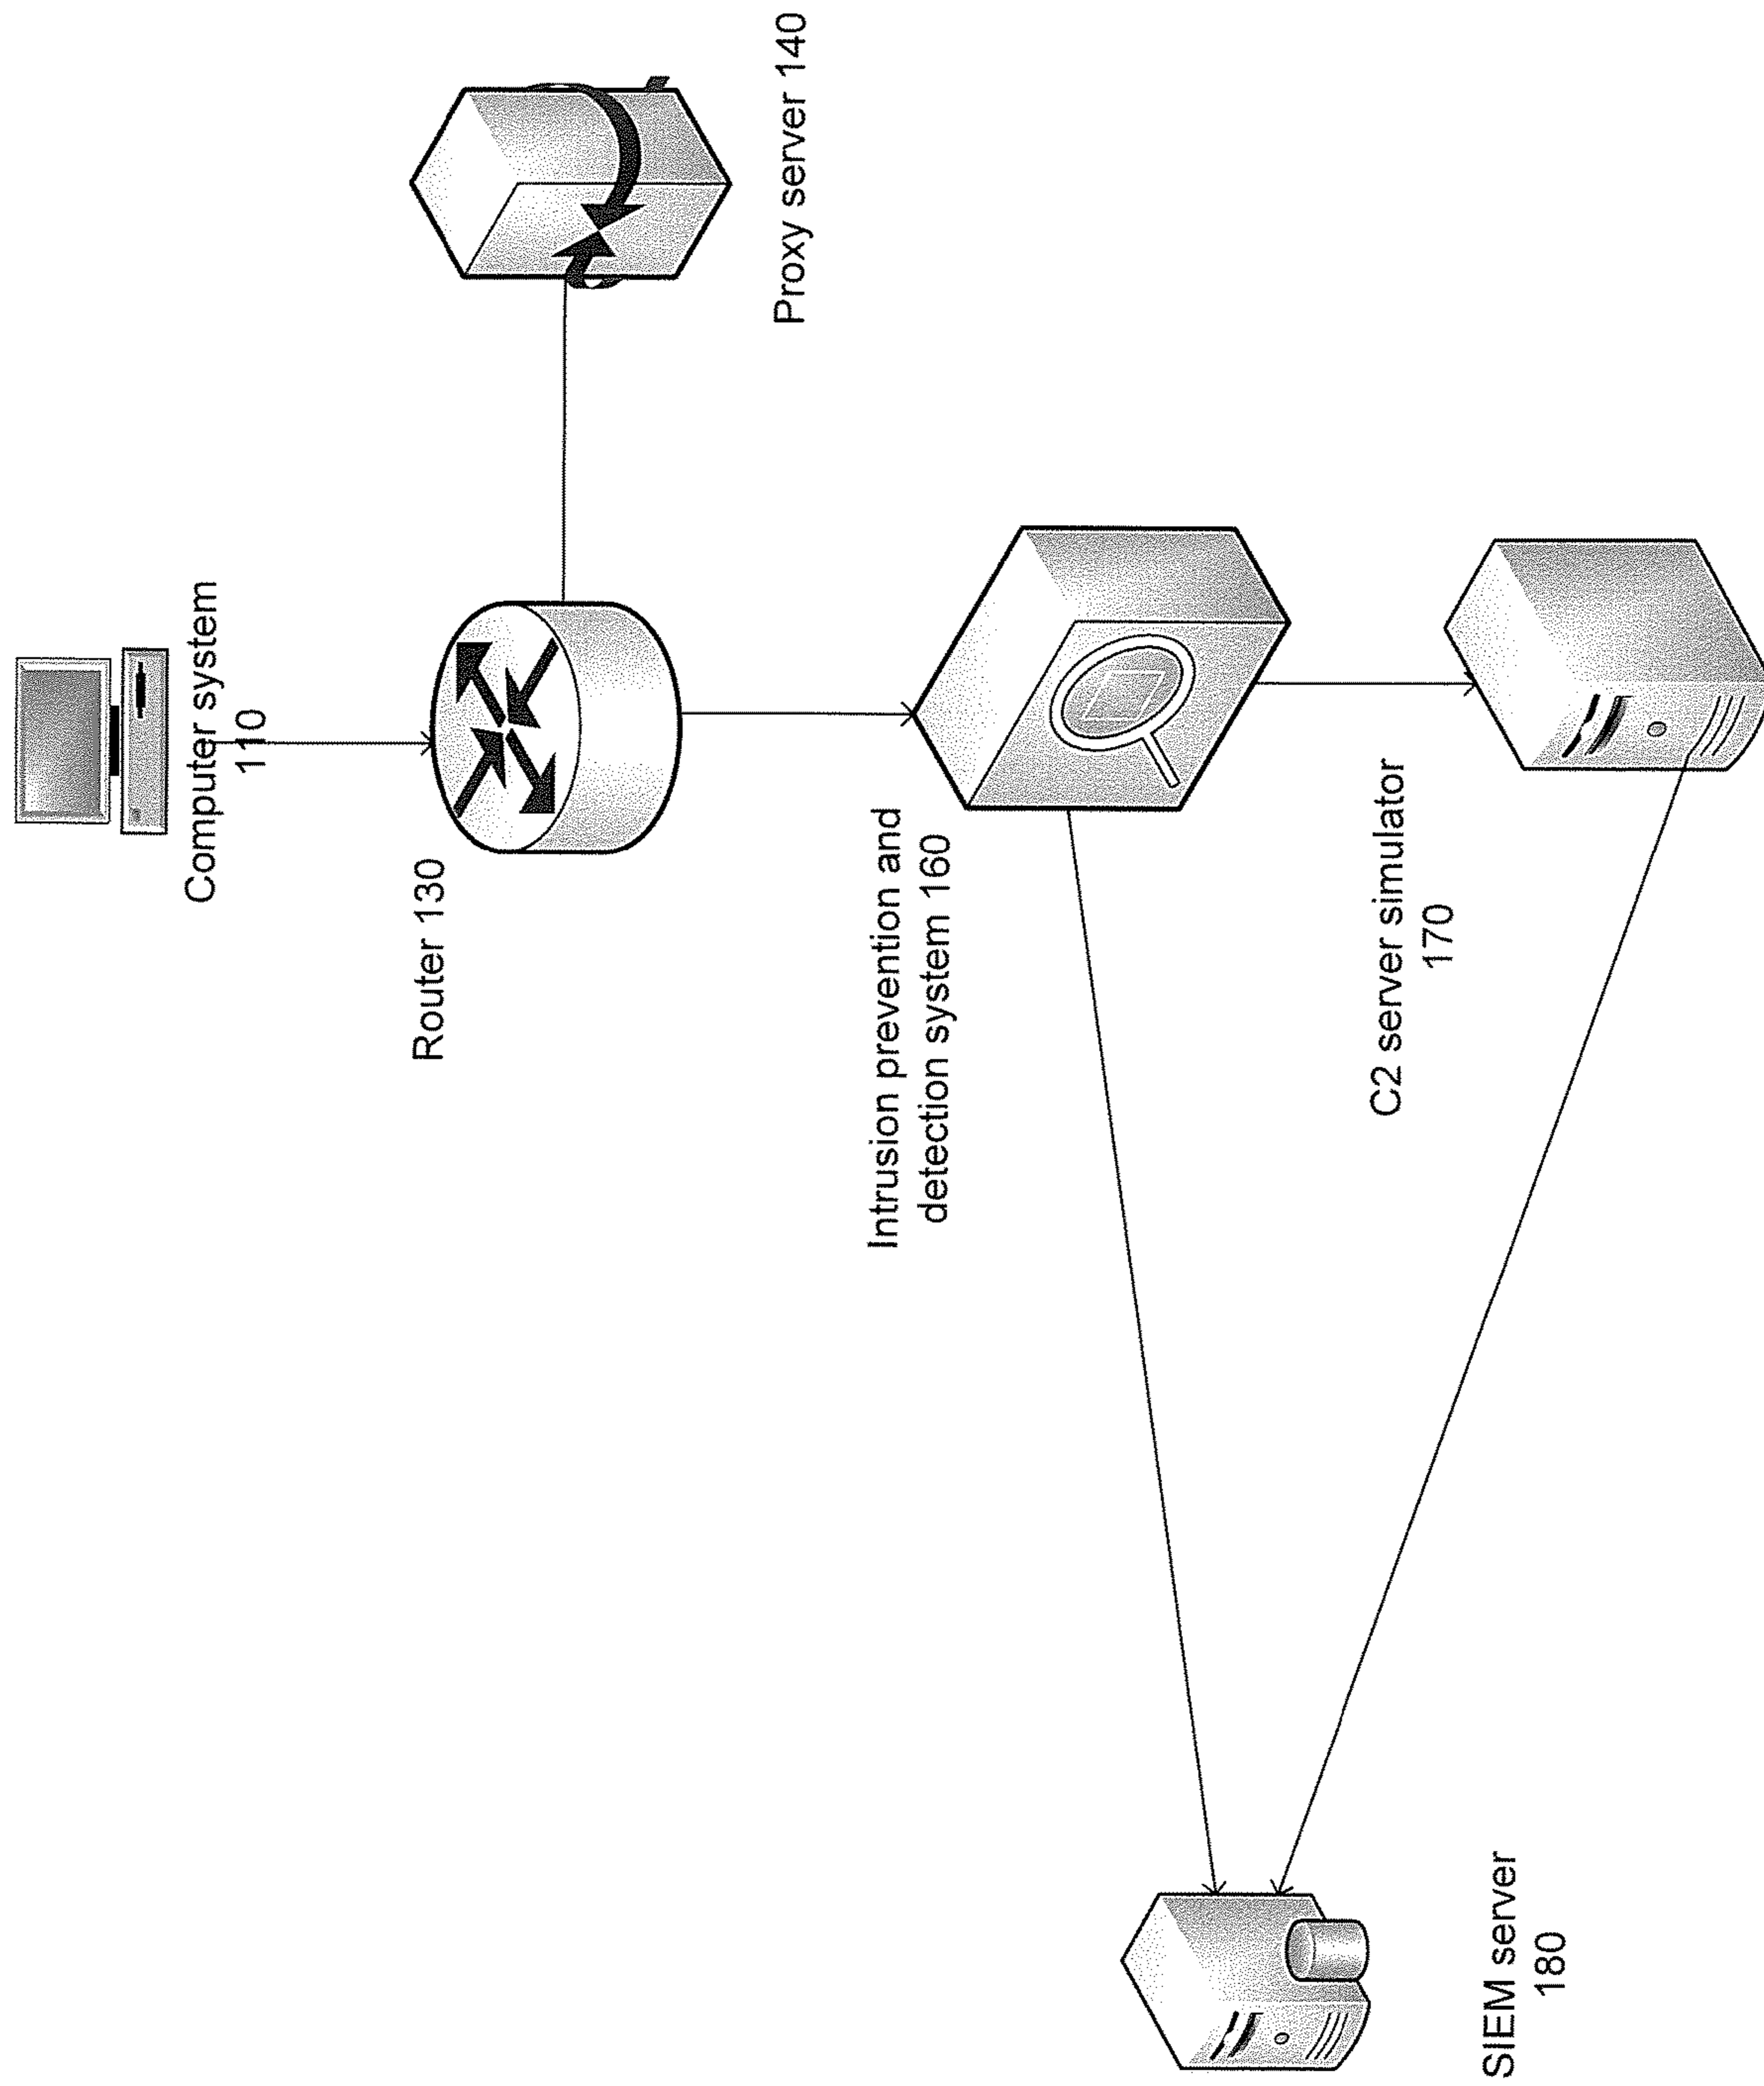 Computer system
110
Proxy server 140
Router 130
Intrusion prevention and
detection system 160
C2 server simulator
170
SIEM server
180